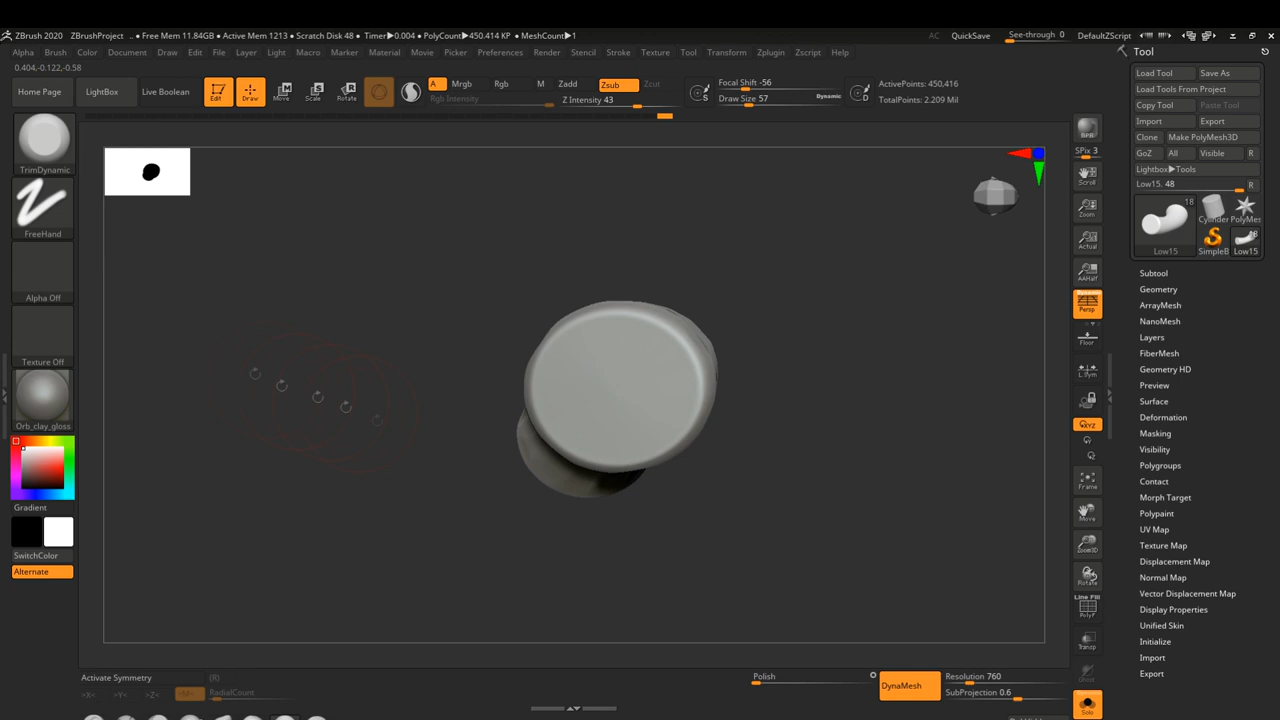 ZBrush 2020 ZBrushProject .. • Free Mem 11.84GB • Active Mem 1213 • Scratch Disk 48 • Timer▶0.004 • PolyCount▶450.414 KP • MeshCount▶1 AC QuickSave See-through 0 DefaultZScript
Alpha Brush Color Document Draw Edit File Layer Light Macro Marker Material Movie Picker Preferences Render Stencil Stroke Texture Tool Transform Zplugin Zscript Help
Tool
0.404,-0.122,-0.58
Load Tool Save As
Load Tools From Project
Copy Tool Paste Tool
Import Export
Clone Make PolyMesh3D
GoZ All Visible R
Lightbox▶Tools
Low15. 48 R
18
Cylinder PolyMes
18
Low15 SimpleB Low15
Home Page LightBox Live Boolean
Edit Draw Move Scale Rotate
A Mrgb Rgb M Zadd Zsub Zcut
Rgb Intensity Z Intensity 43
S Focal Shift -56
Draw Size 57 Dynamic
D ActivePoints: 450,416
TotalPoints: 2.209 Mil
TrimDynamic
FreeHand
Alpha Off
Texture Off
Orb_clay_gloss
Gradient
SwitchColor
Alternate
BPR
SPix 3
Scroll
Zoom
Actual
AAHalf
Dynamic
Persp
Floor
L.Sym
XYZ
Frame
Move
Zoom3D
Rotate
Line Fill
PolyF
Transp
Ghost
Dynamic
Solo
Subtool
Geometry
ArrayMesh
NanoMesh
Layers
FiberMesh
Geometry HD
Preview
Surface
Deformation
Masking
Visibility
Polygroups
Contact
Morph Target
Polypaint
UV Map
Texture Map
Displacement Map
Normal Map
Vector Displacement Map
Display Properties
Unified Skin
Initialize
Import
Export
Activate Symmetry (R)
>X< >Y< >Z< >M< RadialCount
Polish
DynaMesh
Resolution 760
SubProjection 0.6